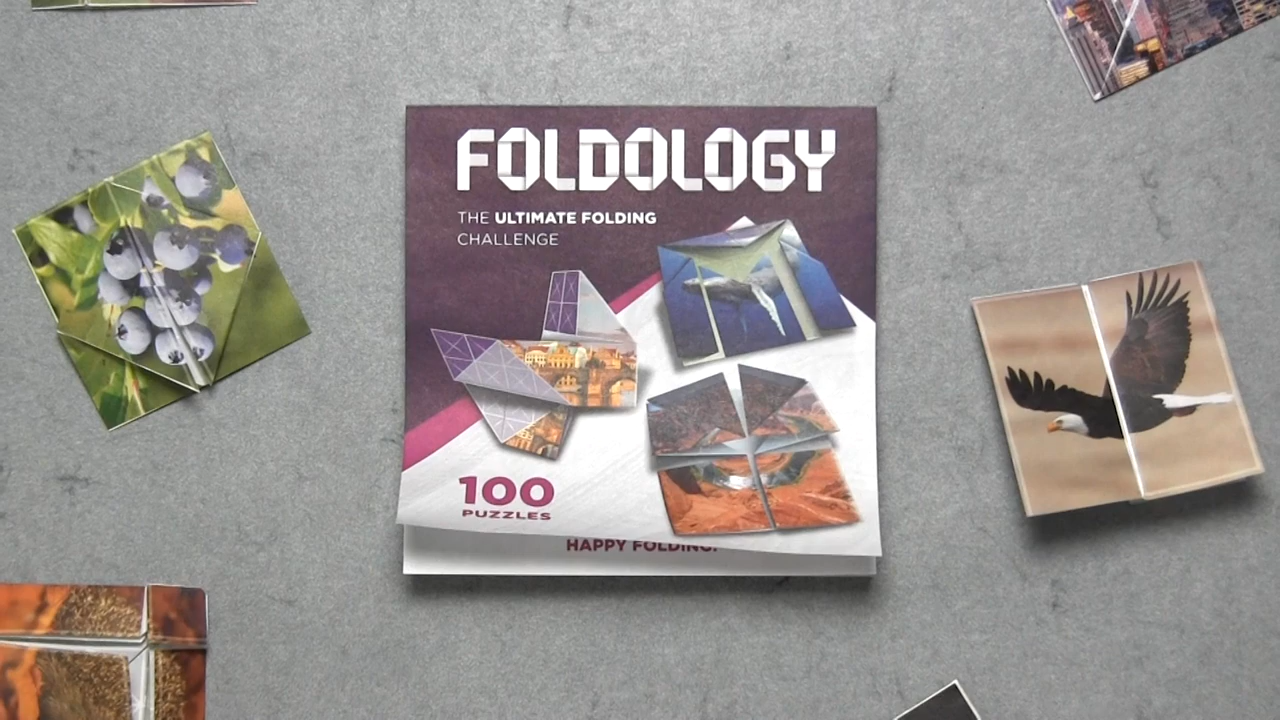 FOLDOLOGY
THE ULTIMATE FOLDING
CHALLENGE
100
PUZZLES
HAPPY FOLDING!